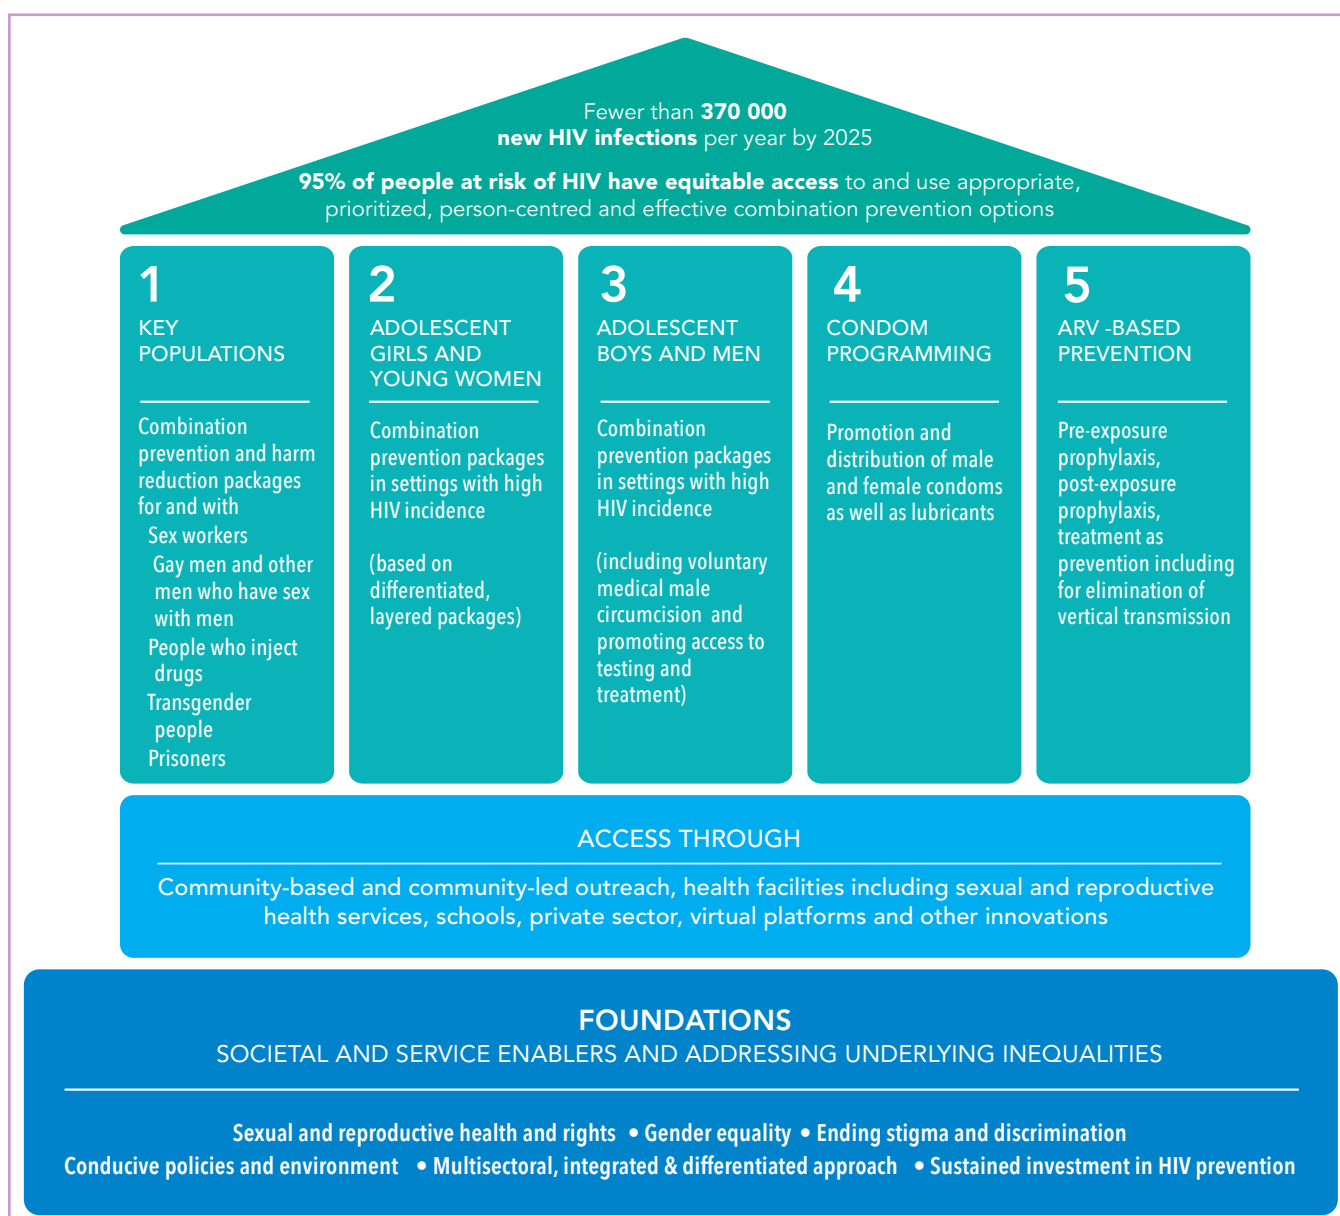 Fewer than 370 000
new HIV infections per year by 2025
95% of people at risk of HIV have equitable access to and use appropriate,
prioritized, person-centred and effective combination prevention options
1
KEY
POPULATIONS
Combination
prevention and harm
reduction packages
for and with
Sex workers
Gay men and other
men who have sex
with men
People who inject
drugs
Transgender
people
Prisoners
2
ADOLESCENT
GIRLS AND
YOUNG WOMEN
Combination
prevention packages
in settings with high
HIV incidence
(based on
differentiated,
layered packages)
3
ADOLESCENT
BOYS AND MEN
Combination
prevention packages
in settings with high
HIV incidence
(including voluntary
medical male
circumcision and
promoting access to
testing and
treatment)
4
CONDOM
PROGRAMMING
Promotion and
distribution of male
and female condoms
as well as lubricants
5
ARV -BASED
PREVENTION
Pre-exposure
prophylaxis,
post-exposure
prophylaxis,
treatment as
prevention including
for elimination of
vertical transmission
ACCESS THROUGH
Community-based and community-led outreach, health facilities including sexual and reproductive
health services, schools, private sector, virtual platforms and other innovations
FOUNDATIONS
SOCIETAL AND SERVICE ENABLERS AND ADDRESSING UNDERLYING INEQUALITIES
Sexual and reproductive health and rights • Gender equality • Ending stigma and discrimination
Conducive policies and environment • Multisectoral, integrated & differentiated approach • Sustained investment in HIV prevention